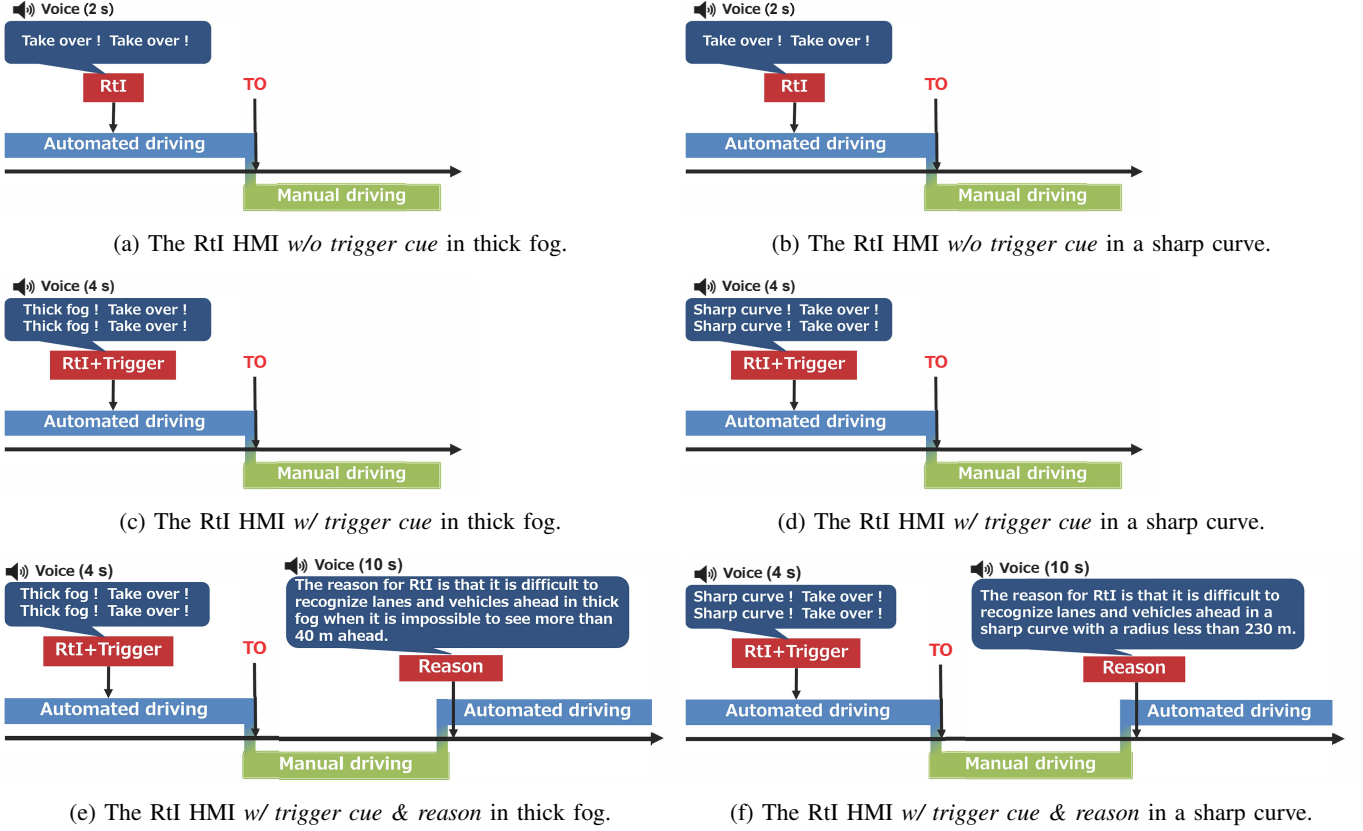 Voice (2 s)
Take over ! Take over !
RtI
TO
Automated driving
Manual driving
(a) The RtI HMI w/o trigger cue in thick fog.
Voice (2 s)
Take over ! Take over !
RtI
TO
Automated driving
Manual driving
(b) The RtI HMI w/o trigger cue in a sharp curve.
Voice (4 s)
Thick fog ! Take over !
Thick fog ! Take over !
RtI+Trigger
TO
Automated driving
Manual driving
(c) The RtI HMI w/ trigger cue in thick fog.
Voice (4 s)
Sharp curve ! Take over !
Sharp curve ! Take over !
RtI+Trigger
TO
Automated driving
Manual driving
(d) The RtI HMI w/ trigger cue in a sharp curve.
Voice (4 s)
Thick fog ! Take over !
Thick fog ! Take over !
RtI+Trigger
TO
Voice (10 s)
The reason for RtI is that it is difficult to
recognize lanes and vehicles ahead in thick
fog when it is impossible to see more than
40 m ahead.
Reason
Automated driving
Automated driving
Manual driving
(e) The RtI HMI w/ trigger cue & reason in thick fog.
Voice (4 s)
Sharp curve ! Take over !
Sharp curve ! Take over !
RtI+Trigger
TO
Voice (10 s)
The reason for RtI is that it is difficult to
recognize lanes and vehicles ahead in a
sharp curve with a radius less than 230 m.
Reason
Automated driving
Automated driving
Manual driving
(f) The RtI HMI w/ trigger cue & reason in a sharp curve.